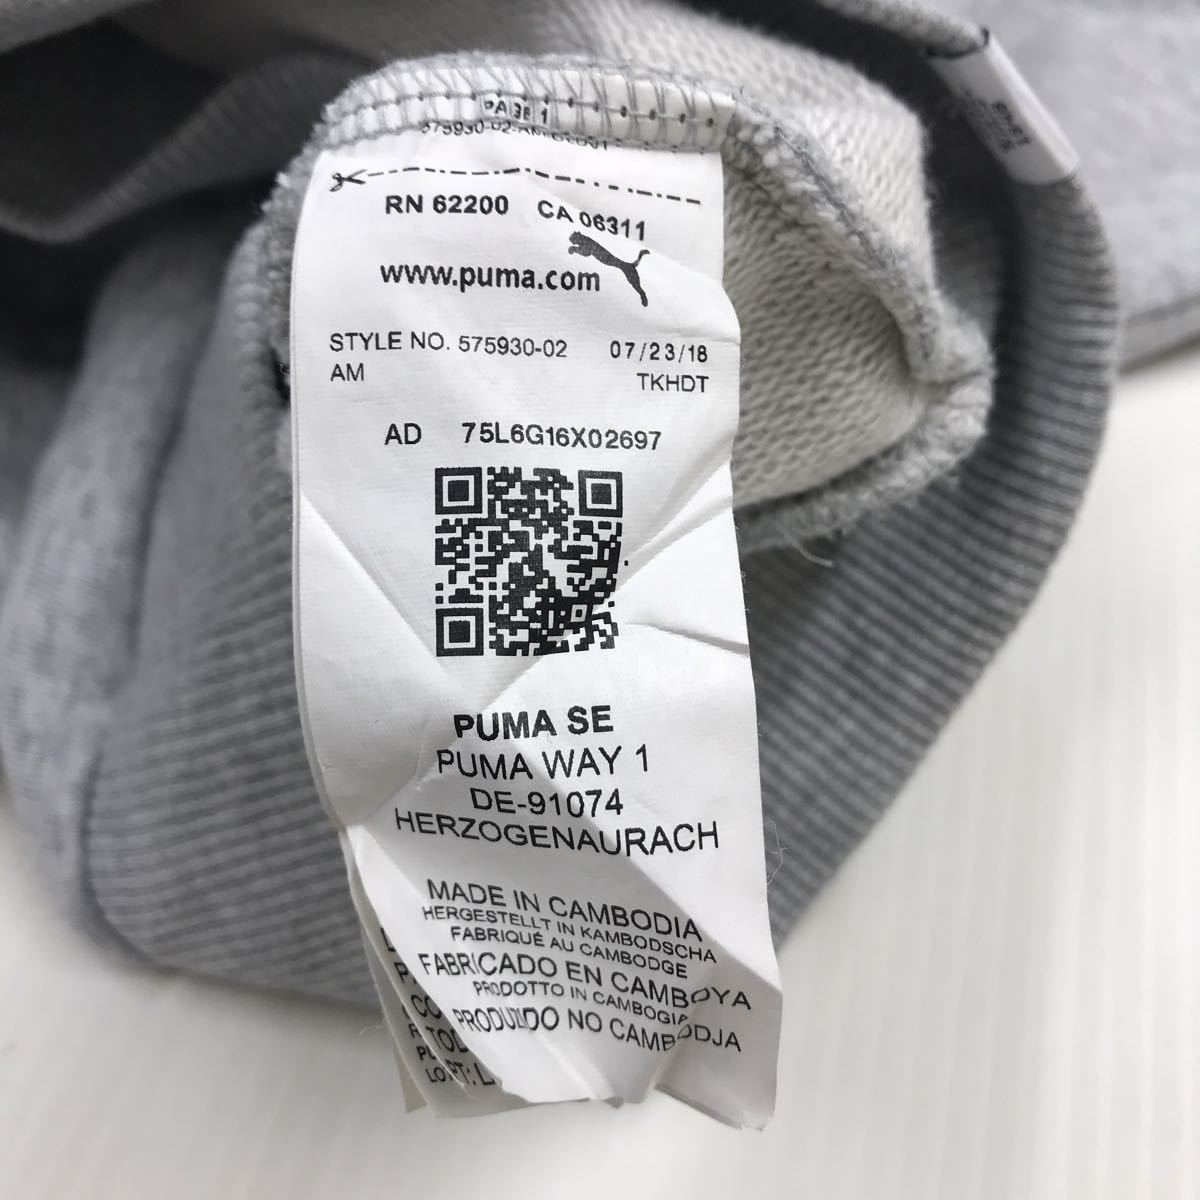 PAGE 1
RN 62200 CA 06311
www.puma.com
STYLE NO. 575930-02 07/23/18
AM TKHDT
AD 75L6G16X02697
PUMA SE
PUMA WAY 1
DE-91074
HERZOGENAURACH
MADE IN CAMBODIA
HERGESTELLT IN KAMBODSCHA
FABRIQUÉ AU CAMBODGE
FABRICADO EN CAMBOYA
PRODOTTO IN CAMBOGIA
PRODUZIDO NO CAMBODJA